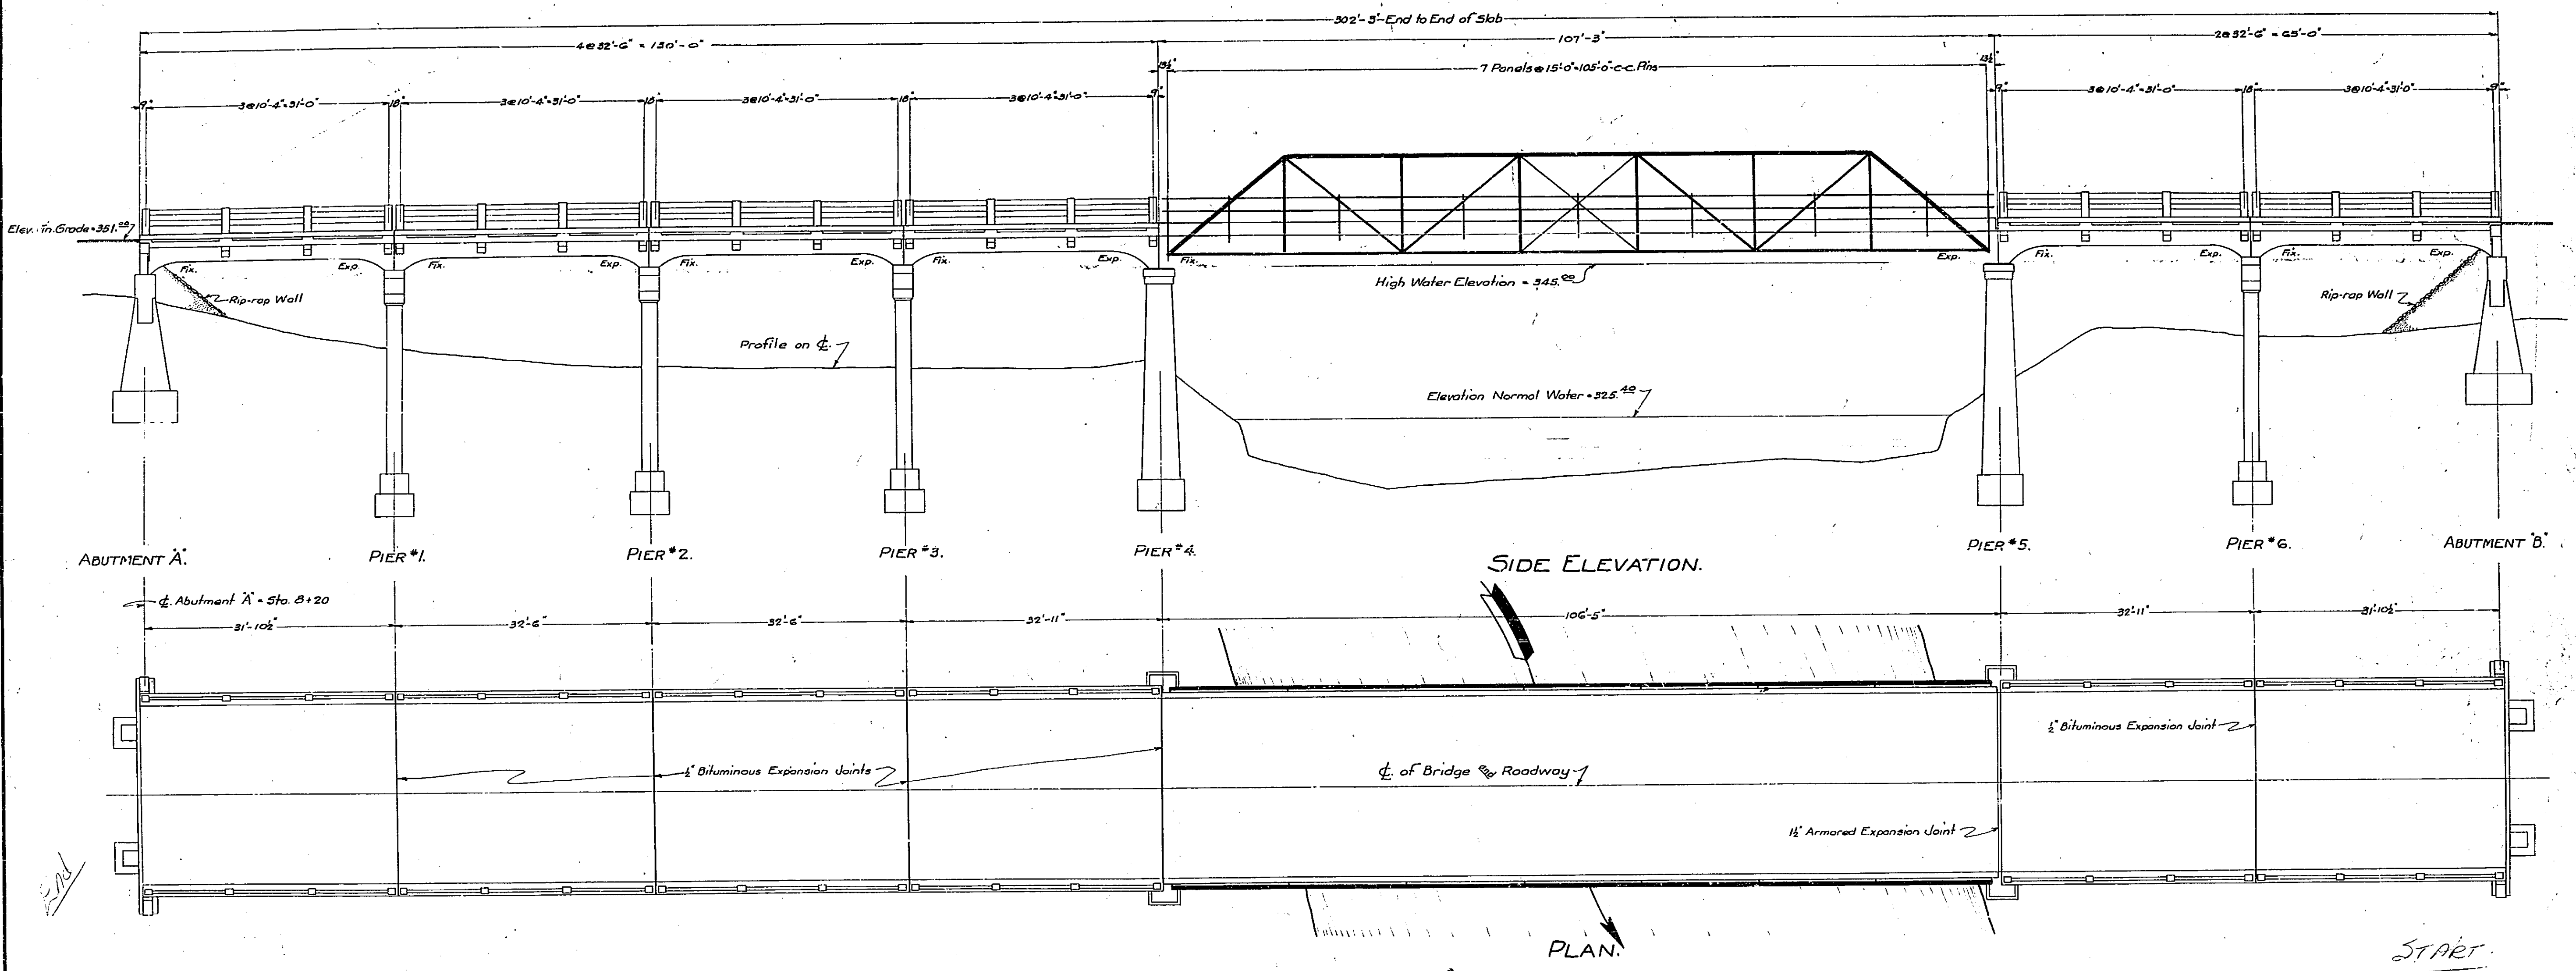 302'-3" End to End of Slab
4@32'-6" = 130'-0"
107'-3"
2@32'-6" = 65'-0"
13½"
7 Panels@15'-0"=105'-0"-c-c. Pins
13½"
9"
3@10'-4"=31'-0"
18"
3@10'-4"=31'-0"
18"
3@10'-4"=31'-0"
18"
3@10'-4"=31'-0"
9"
9"
3@10'-4"=31'-0"
18"
3@10'-4"=31'-0"
9"
Elev. Fin. Grade=351.00
Fix.
Exp.
Fix.
Exp.
Fix.
Exp.
Fix.
Exp.
Fix.
Exp.
Fix.
Exp.
Fix.
Exp.
High Water Elevation = 345.00
Rip-rap Wall
Rip-rap Wall
Profile on ℄.
Elevation Normal Water = 325.40
ABUTMENT "A".
PIER #1.
PIER #2.
PIER #3.
PIER #4.
PIER #5.
PIER #6.
ABUTMENT "B".
SIDE ELEVATION.
℄. Abutment "A" = Sta. 8+20
31'-10½"
32'-6"
32'-6"
32'-11"
106'-5"
32'-11"
31'-10½"
½" Bituminous Expansion Joint
½" Bituminous Expansion Joints
℄. of Bridge and Roadway
1½" Armored Expansion Joint
End
PLAN.
START.